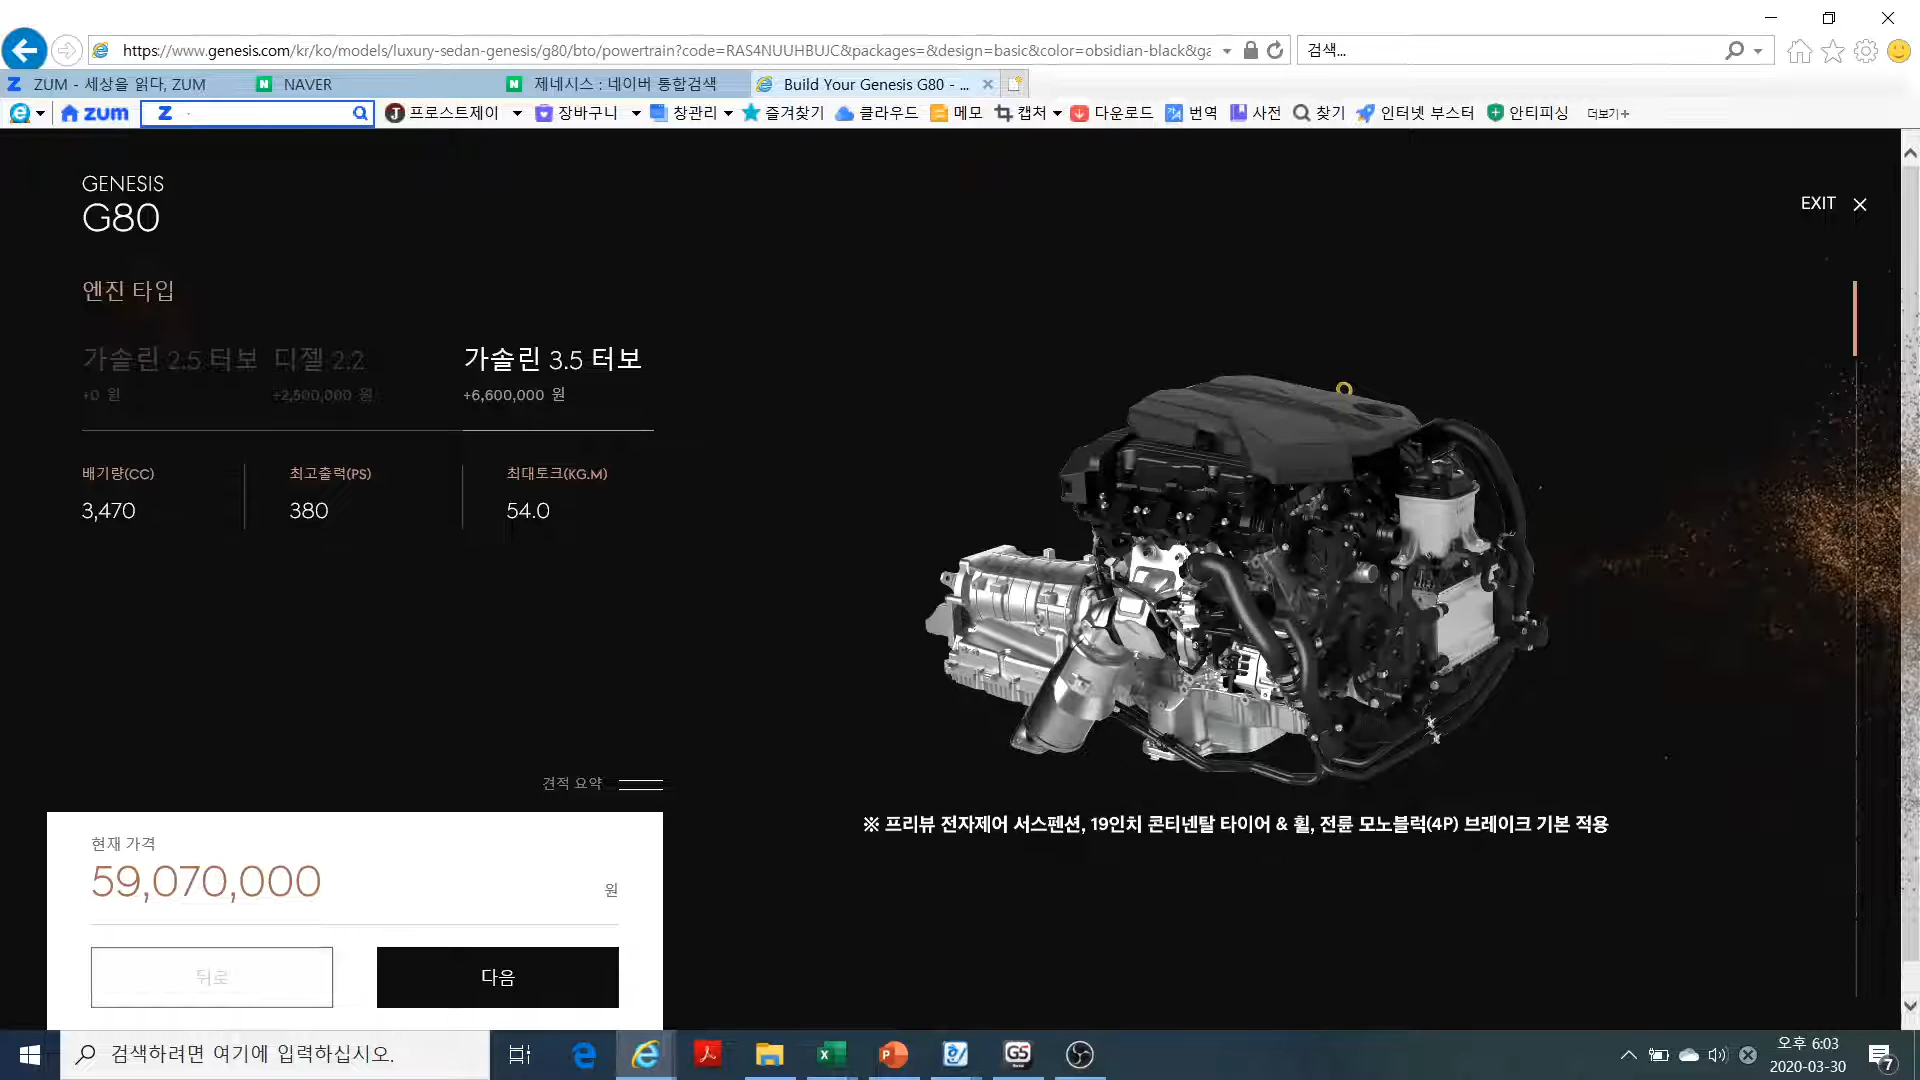 https://www.genesis.com/kr/ko/models/luxury-sedan-genesis/g80/bto/powertrain?code=RAS4NUUHBUJC&packages=&design=basic&color=obsidian-black&ga
검색...
ZUM - 세상을 읽다, ZUM
NAVER
제네시스 : 네이버 통합검색
Build Your Genesis G80 - ...
zum
프로스트제이
장바구니
창관리
즐겨찾기
클라우드
메모
캡처
다운로드
번역
사전
찾기
인터넷 부스터
안티피싱
더보기+
GENESIS
G80
EXIT
엔진 타입
가솔린 2.5 터보
디젤 2.2
가솔린 3.5 터보
+0 원
+2,500,000 원
+6,600,000 원
배기량(CC)
최고출력(PS)
최대토크(KG.M)
3,470
380
54.0
견적 요약
※ 프리뷰 전자제어 서스펜션, 19인치 콘티넨탈 타이어 & 휠, 전륜 모노블럭(4P) 브레이크 기본 적용
현재 가격
59,070,000
원
뒤로
다음
검색하려면 여기에 입력하십시오.
오후 6:03
2020-03-30
7